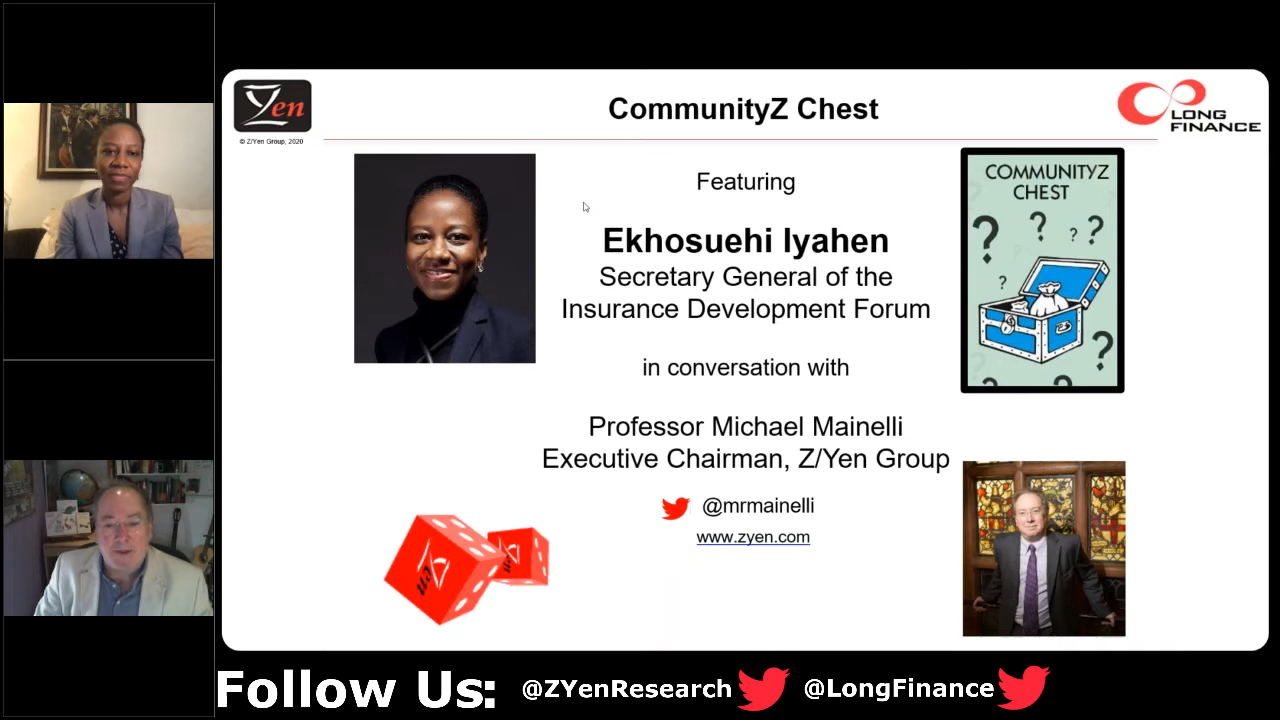 Yen
© Z/Yen Group, 2020
CommunityZ Chest
LONG
FINANCE
Featuring
Ekhosuehi Iyahen
Secretary General of the
Insurance Development Forum
in conversation with
Professor Michael Mainelli
Executive Chairman, Z/Yen Group
@mrmainelli
www.zyen.com
COMMUNITYZ
CHEST
? ? ? ?
?
?
Follow Us: @ZYenResearch @LongFinance